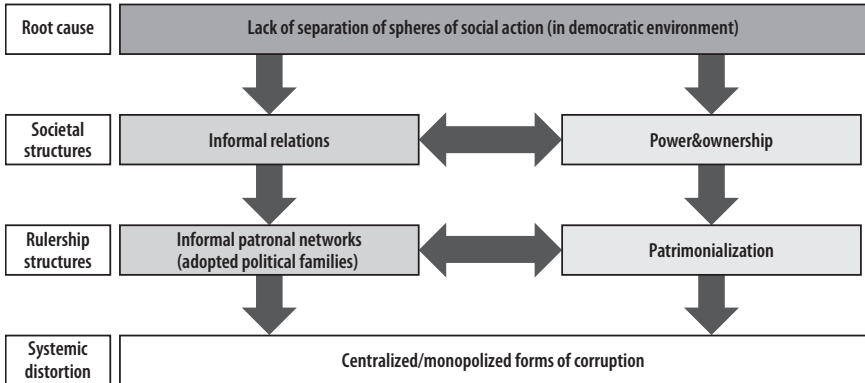 Root cause
Lack of separation of spheres of social action (in democratic environment)
Societal
structures
Informal relations
Power&ownership
Rulership
structures
Informal patronal networks
(adopted political families)
Patrimonialization
Systemic
distortion
Centralized/monopolized forms of corruption